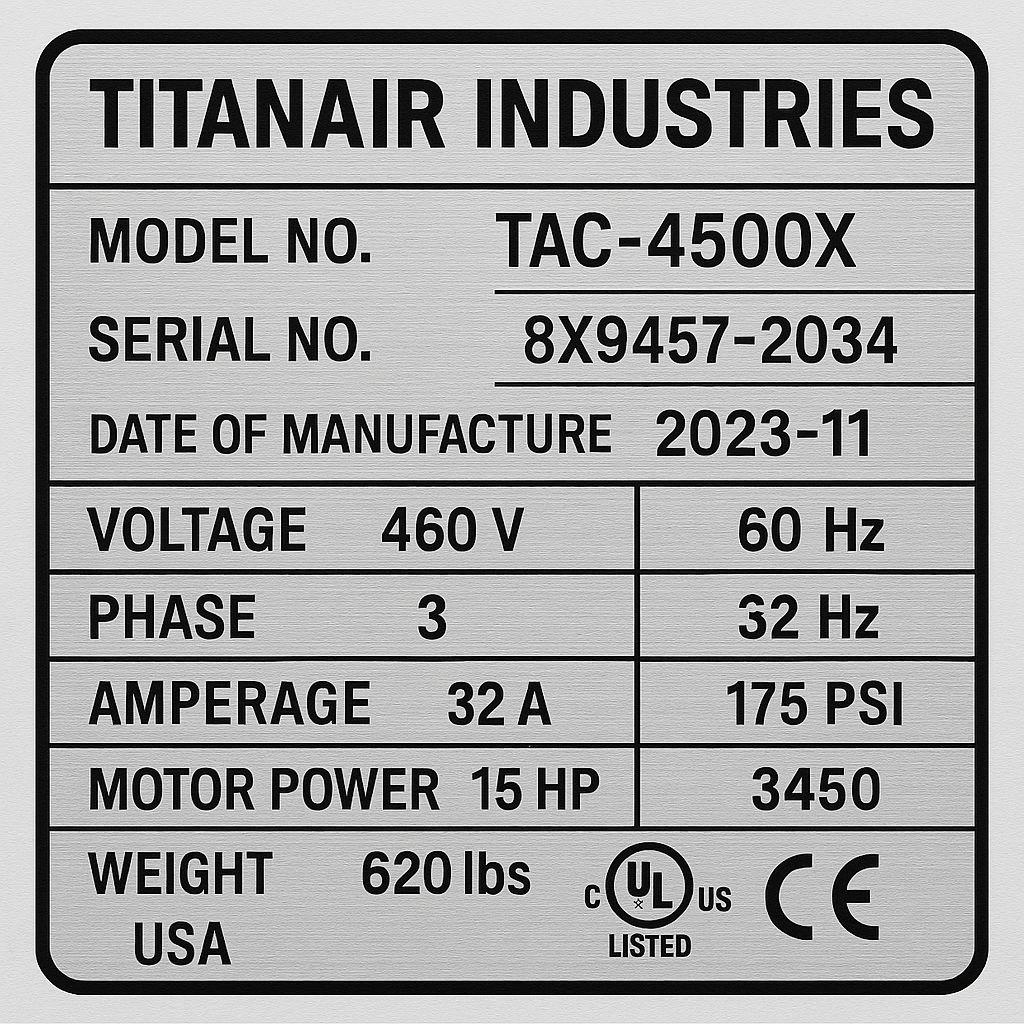 TITANAIR INDUSTRIES
MODEL NO. TAC-4500X
SERIAL NO. 8X9457-2034
DATE OF MANUFACTURE 2023-11
VOLTAGE 460 V 60 Hz
PHASE 3 32 Hz
AMPERAGE 32 A 175 PSI
MOTOR POWER 15 HP 3450
WEIGHT 620 lbs
C UL US CE
USA
LISTED